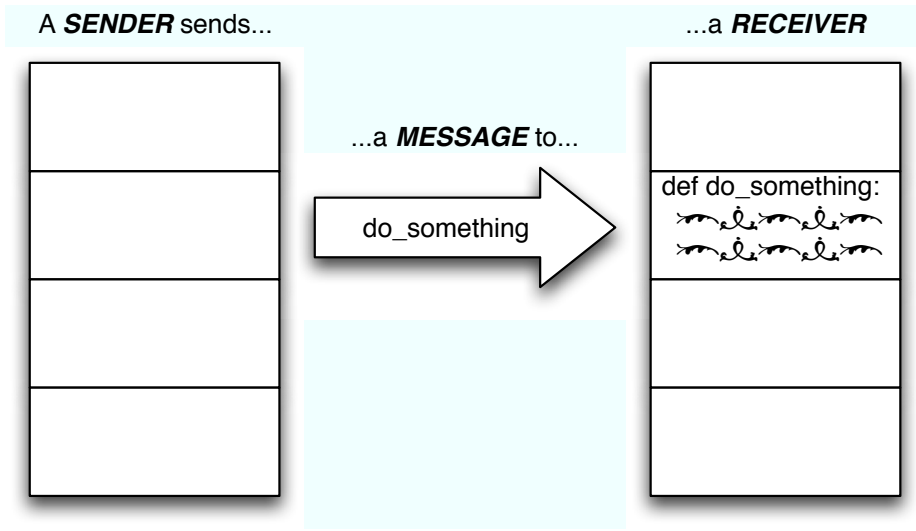 A SENDER sends...
...a MESSAGE to...
...a RECEIVER
do_something
def do_something: